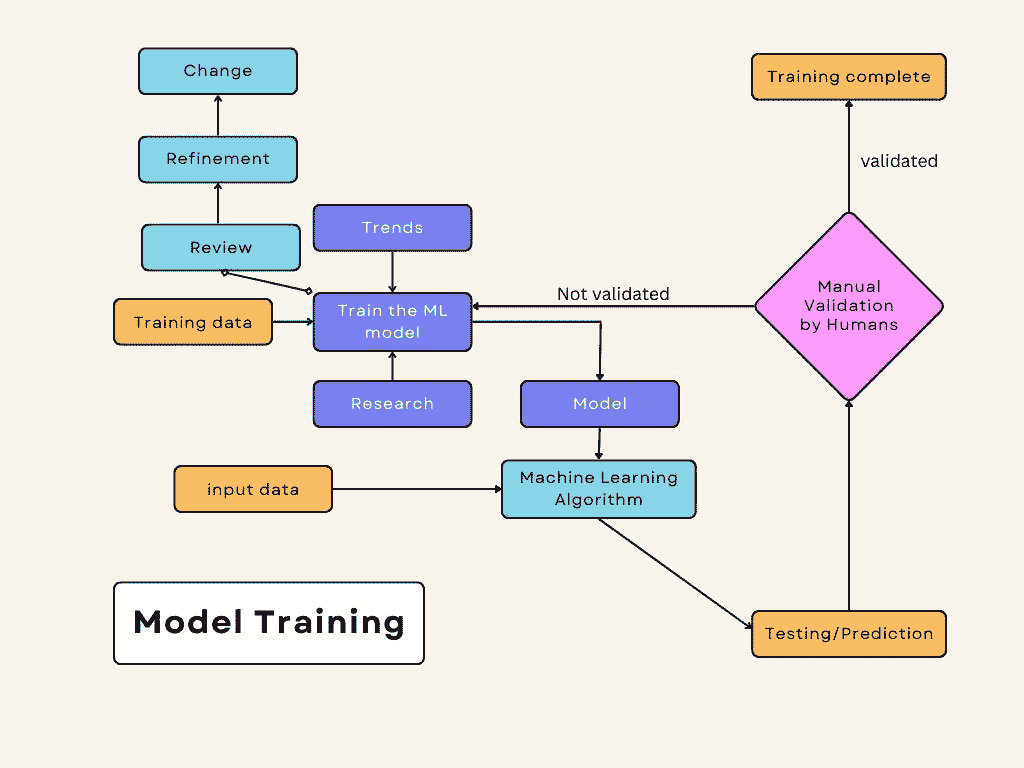 Change
Training complete
Refinement
validated
Trends
Review
Manual
Validation
by Humans
Not validated
Train the ML
model
Training data
Research
Model
Machine Learning
Algorithm
input data
Model Training
Testing/Prediction